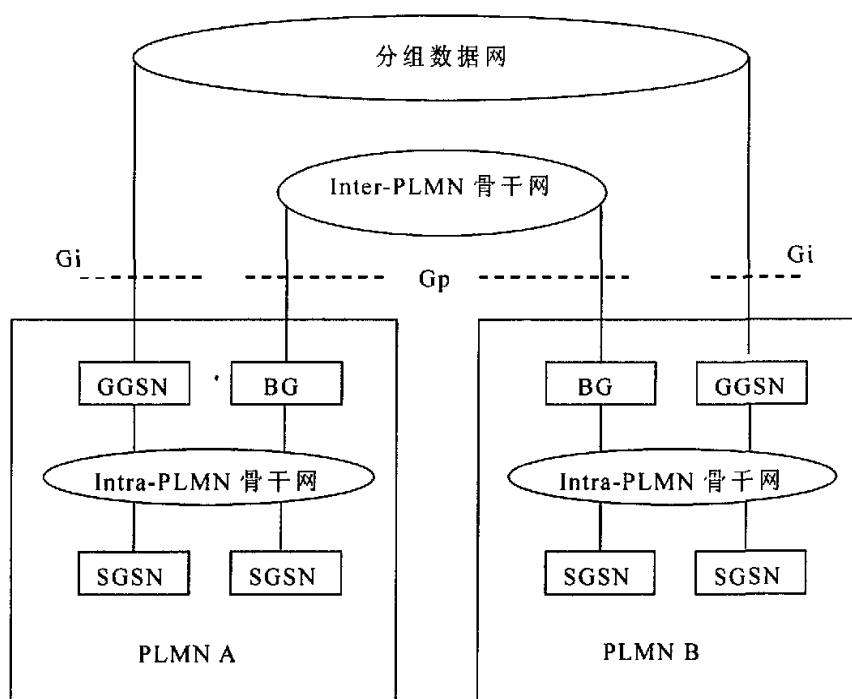 分组数据网
Inter-PLMN 骨干网
Gi
Gp
Gi
GGSN
BG
BG
GGSN
Intra-PLMN 骨干网
Intra-PLMN 骨干网
SGSN
SGSN
SGSN
SGSN
PLMN A
PLMN B